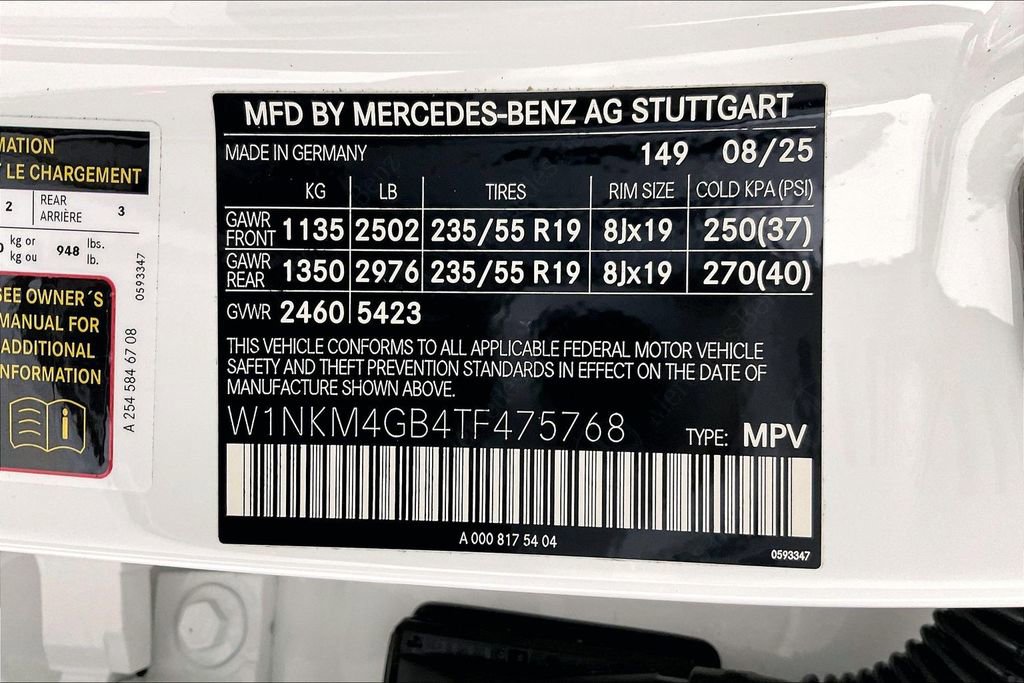 MATION
LE CHARGEMENT
2 REAR ARRIÈRE 3
kg or kg ou 948 lbs. lb.
SEE OWNER´S
MANUAL FOR
ADDITIONAL
INFORMATION
A 254 584 67 08
0593347
MFD BY MERCEDES-BENZ AG STUTTGART
MADE IN GERMANY 149 08/25
KG LB TIRES RIM SIZE COLD KPA (PSI)
GAWR FRONT 1135 2502 235/55 R19 8Jx19 250(37)
GAWR REAR 1350 2976 235/55 R19 8Jx19 270(40)
GVWR 2460 5423
THIS VEHICLE CONFORMS TO ALL APPLICABLE FEDERAL MOTOR VEHICLE
SAFETY AND THEFT PREVENTION STANDARDS IN EFFECT ON THE DATE OF
MANUFACTURE SHOWN ABOVE.
W1NKM4GB4TF475768 TYPE: MPV
A 000 817 54 04
0593347